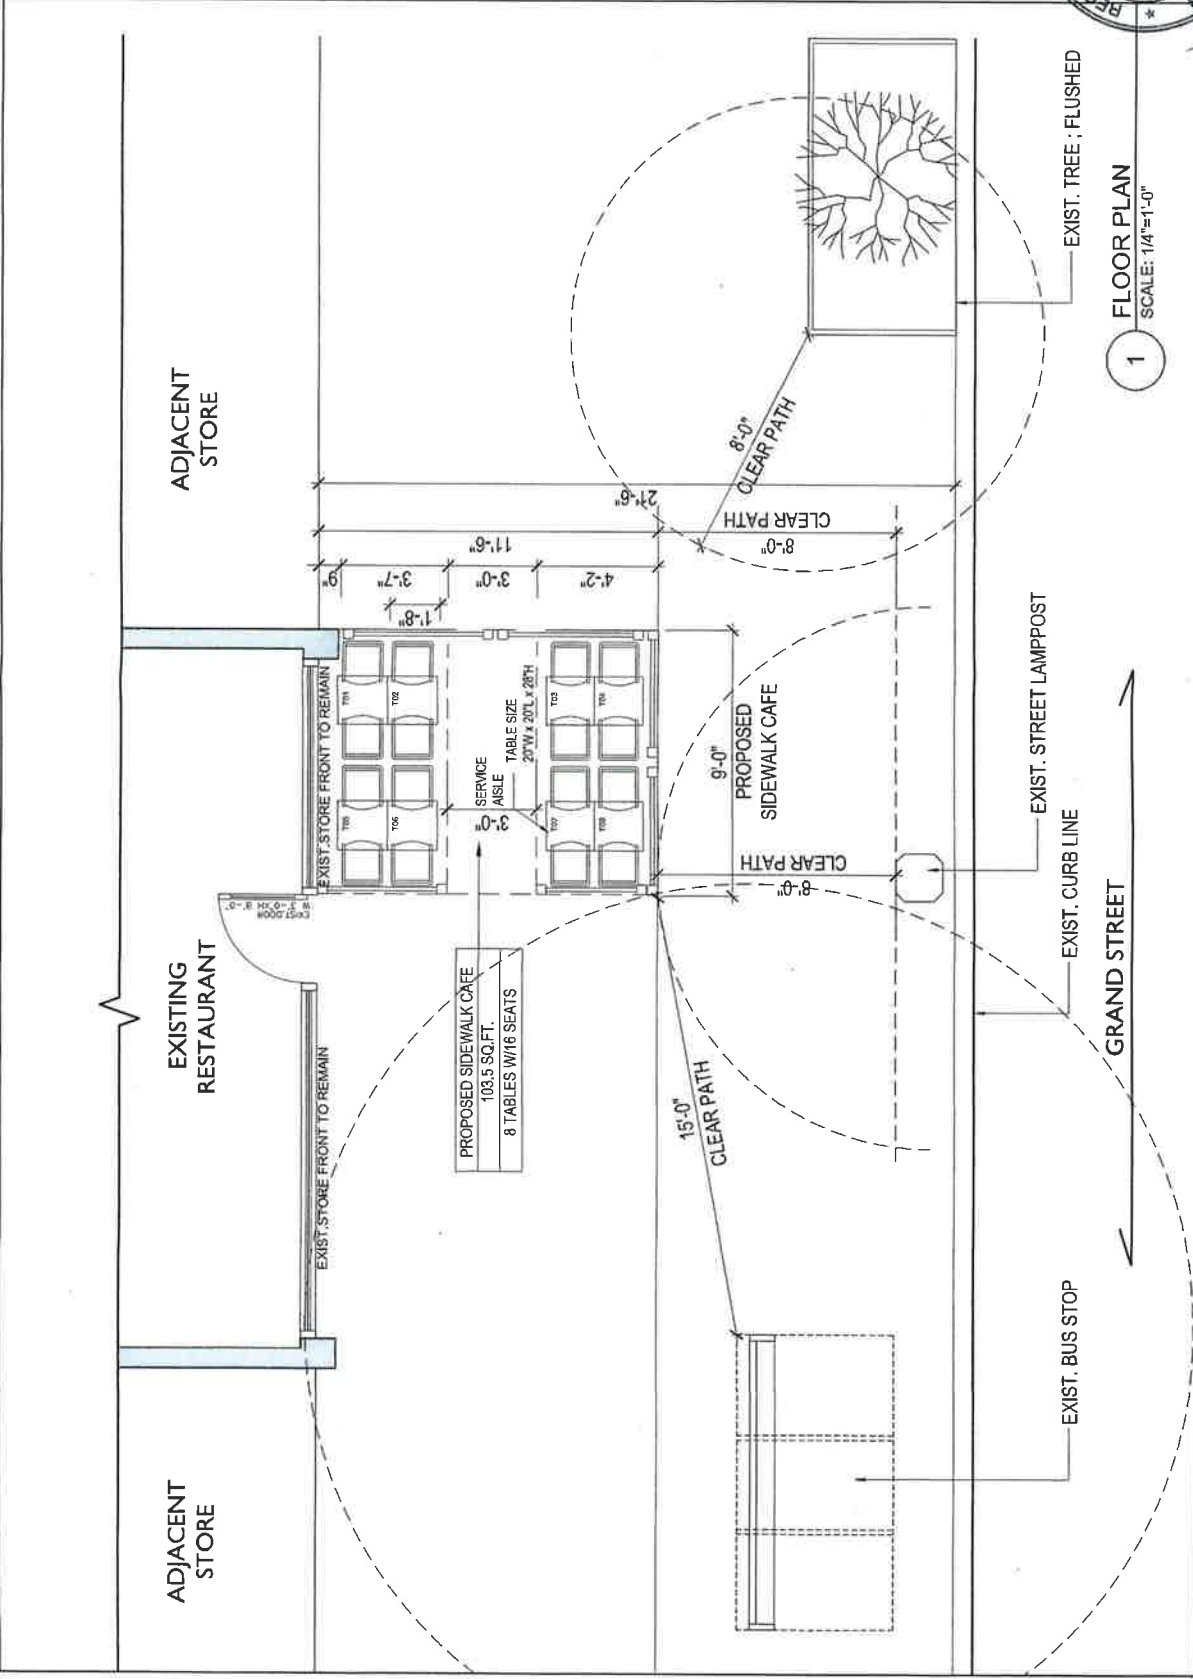 ADJACENT
STORE
EXISTING
RESTAURANT
ADJACENT
STORE
EXIST.STORE FRONT TO REMAIN
EXIST.DOOR
W 3'-0" XH 8'-0"
EXIST.STORE FRONT TO REMAIN
PROPOSED SIDEWALK CAFE
103.5 SQ.FT.
8 TABLES W/16 SEATS
T05
T06
T01
T02
T07
T08
T03
T04
SERVICE
AISLE
3'-0"
TABLE SIZE
20"W x 20"L x 28"H
9"
3'-7"
1'-8"
3'-0"
4'-2"
11'-6"
21'-6"
8'-0"
CLEAR PATH
8'-0"
CLEAR PATH
15'-0"
CLEAR PATH
8'-0"
CLEAR PATH
9'-0"
PROPOSED
SIDEWALK CAFE
EXIST. BUS STOP
EXIST. CURB LINE
EXIST. STREET LAMPPOST
EXIST. TREE ; FLUSHED
GRAND STREET
1
FLOOR PLAN
SCALE: 1/4"=1'-0"